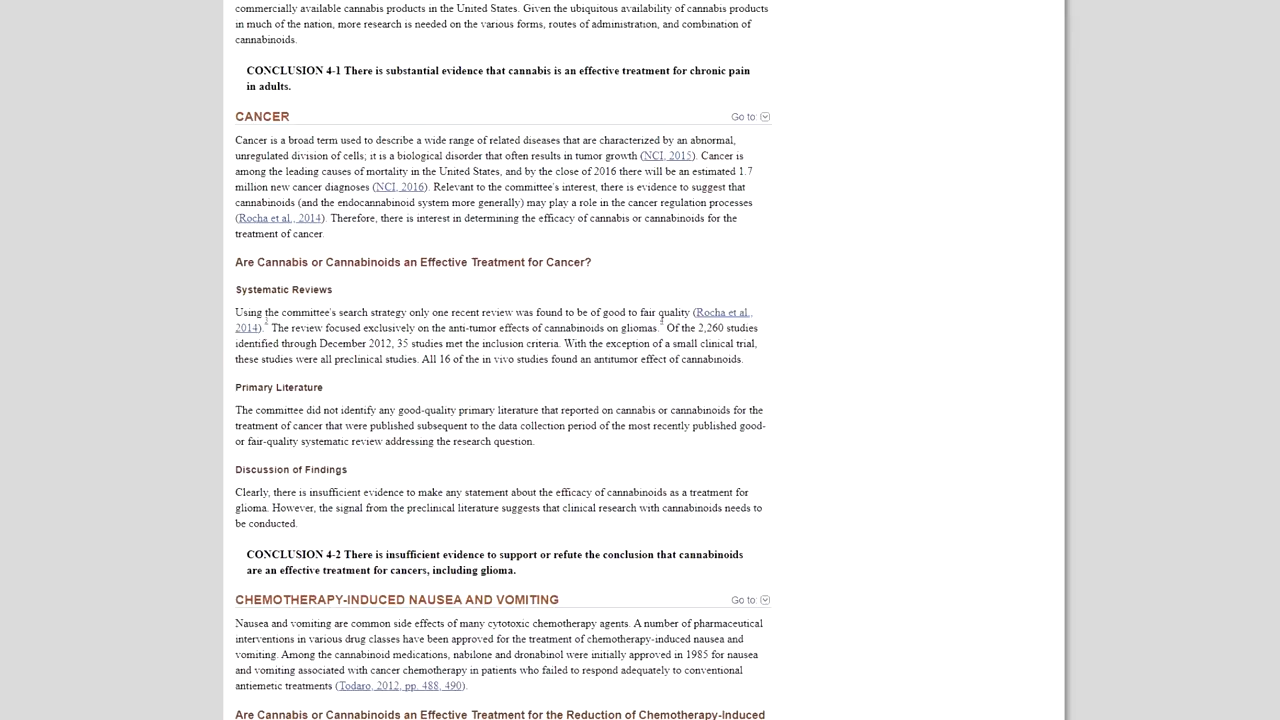 commercially available cannabis products in the United States. Given the ubiquitous availability of cannabis products
in much of the nation, more research is needed on the various forms, routes of administration, and combination of
cannabinoids.
CONCLUSION 4-1 There is substantial evidence that cannabis is an effective treatment for chronic pain
in adults.
CANCER Go to:
Cancer is a broad term used to describe a wide range of related diseases that are characterized by an abnormal,
unregulated division of cells; it is a biological disorder that often results in tumor growth (NCI, 2015). Cancer is
among the leading causes of mortality in the United States, and by the close of 2016 there will be an estimated 1.7
million new cancer diagnoses (NCI, 2016). Relevant to the committee's interest, there is evidence to suggest that
cannabinoids (and the endocannabinoid system more generally) may play a role in the cancer regulation processes
(Rocha et al., 2014). Therefore, there is interest in determining the efficacy of cannabis or cannabinoids for the
treatment of cancer.
Are Cannabis or Cannabinoids an Effective Treatment for Cancer?
Systematic Reviews
Using the committee's search strategy only one recent review was found to be of good to fair quality (Rocha et al.,
2014). The review focused exclusively on the anti-tumor effects of cannabinoids on gliomas. Of the 2,260 studies
identified through December 2012, 35 studies met the inclusion criteria. With the exception of a small clinical trial,
these studies were all preclinical studies. All 16 of the in vivo studies found an antitumor effect of cannabinoids.
Primary Literature
The committee did not identify any good-quality primary literature that reported on cannabis or cannabinoids for the
treatment of cancer that were published subsequent to the data collection period of the most recently published good-
or fair-quality systematic review addressing the research question.
Discussion of Findings
Clearly, there is insufficient evidence to make any statement about the efficacy of cannabinoids as a treatment for
glioma. However, the signal from the preclinical literature suggests that clinical research with cannabinoids needs to
be conducted.
CONCLUSION 4-2 There is insufficient evidence to support or refute the conclusion that cannabinoids
are an effective treatment for cancers, including glioma.
CHEMOTHERAPY-INDUCED NAUSEA AND VOMITING Go to:
Nausea and vomiting are common side effects of many cytotoxic chemotherapy agents. A number of pharmaceutical
interventions in various drug classes have been approved for the treatment of chemotherapy-induced nausea and
vomiting. Among the cannabinoid medications, nabilone and dronabinol were initially approved in 1985 for nausea
and vomiting associated with cancer chemotherapy in patients who failed to respond adequately to conventional
antiemetic treatments (Todaro, 2012, pp. 488, 490).
Are Cannabis or Cannabinoids an Effective Treatment for the Reduction of Chemotherapy-Induced